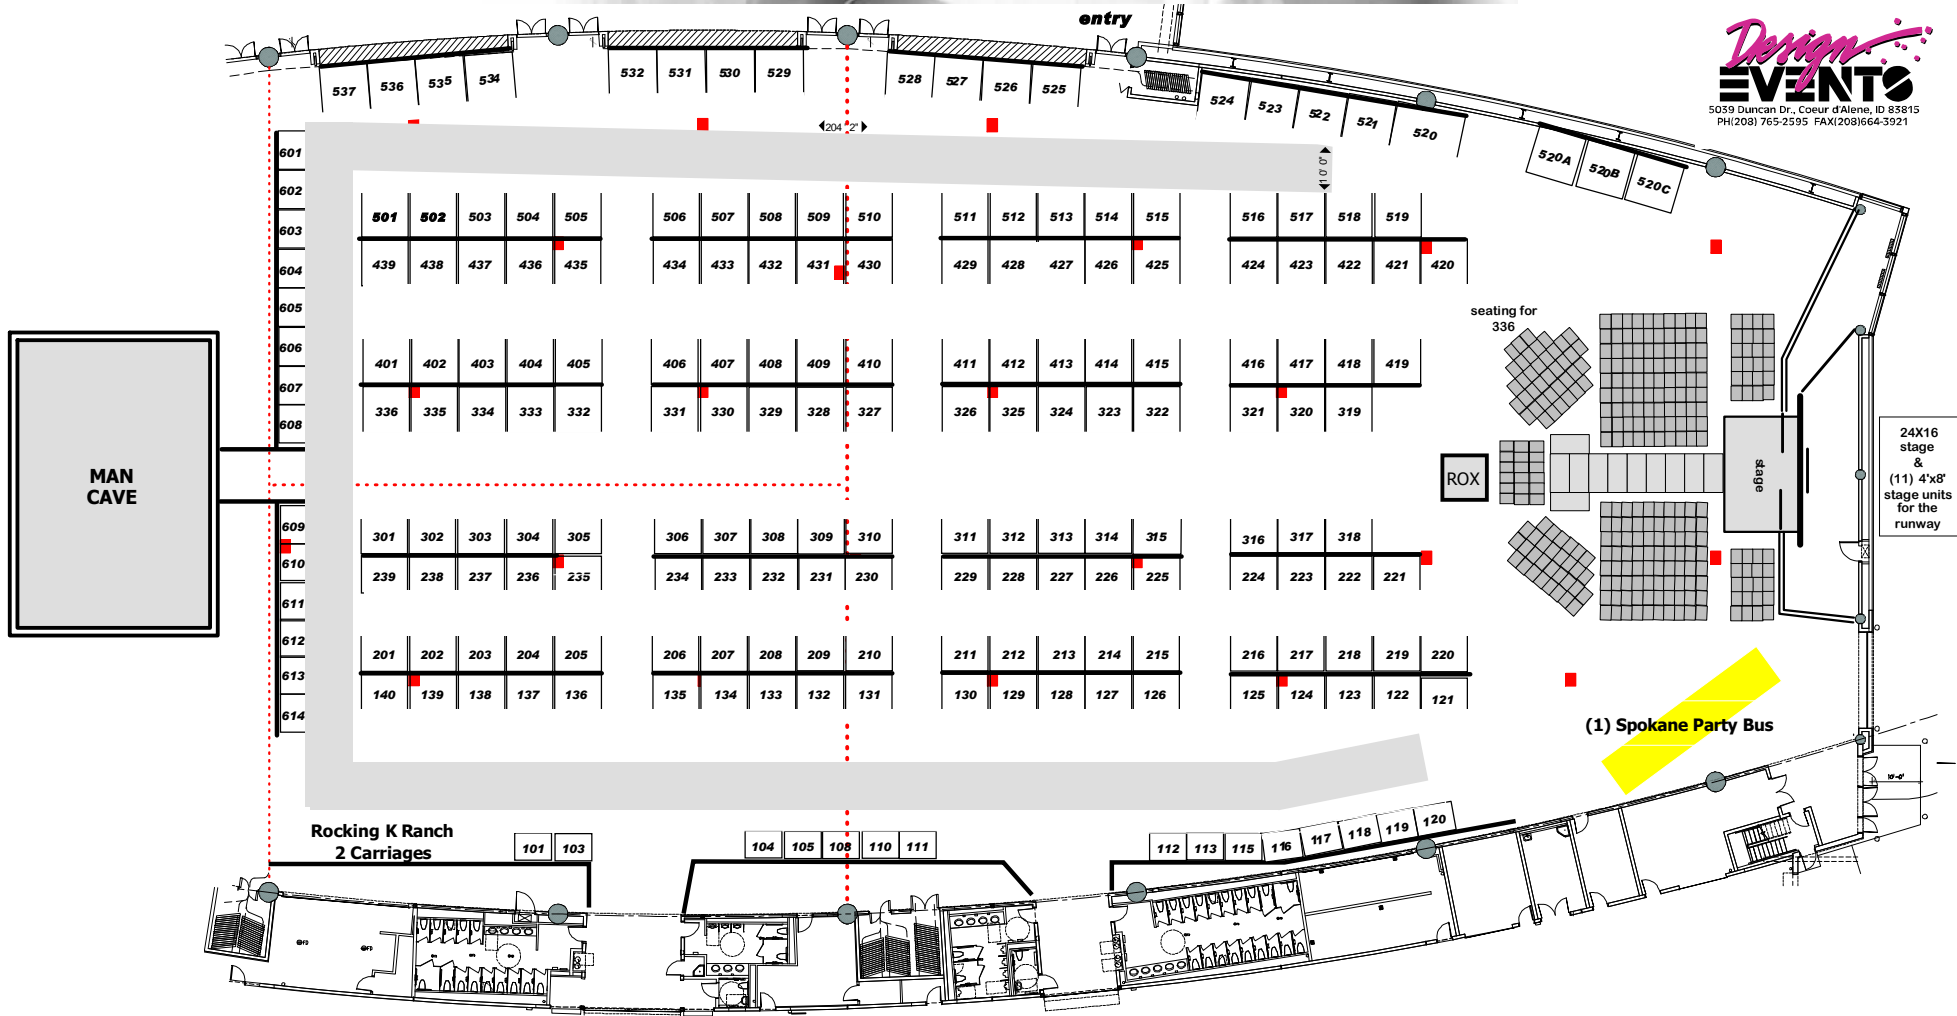 entry
Design
EVENTS
5039 Duncan Dr., Coeur d'Alene, ID 83815
PH(208) 765-2595 FAX(208)664-3921
537 536 535 534
532 531 530 529
528 527 526 525
524 523 522 521 520
520A 520B 520C
204' 2"
10' 0"
601
602
603
604
605
606
607
608
501 502 503 504 505 506 507 508 509 510 511 512 513 514 515 516 517 518 519
439 438 437 436 435 434 433 432 431 430 429 428 427 426 425 424 423 422 421 420
seating for
336
401 402 403 404 405 406 407 408 409 410 411 412 413 414 415 416 417 418 419
336 335 334 333 332 331 330 329 328 327 326 325 324 323 322 321 320 319
MAN
CAVE
ROX
stage
24X16
stage
&
(11) 4'x8'
stage units
for the
runway
609
610
611
612
613
614
301 302 303 304 305 306 307 308 309 310 311 312 313 314 315 316 317 318
239 238 237 236 235 234 233 232 231 230 229 228 227 226 225 224 223 222 221
201 202 203 204 205 206 207 208 209 210 211 212 213 214 215 216 217 218 219 220
140 139 138 137 136 135 134 133 132 131 130 129 128 127 126 125 124 123 122 121
(1) Spokane Party Bus
10'-0"
Rocking K Ranch
2 Carriages
101 103
104 105 108 110 111
112 113 115 116 117 118 119 120